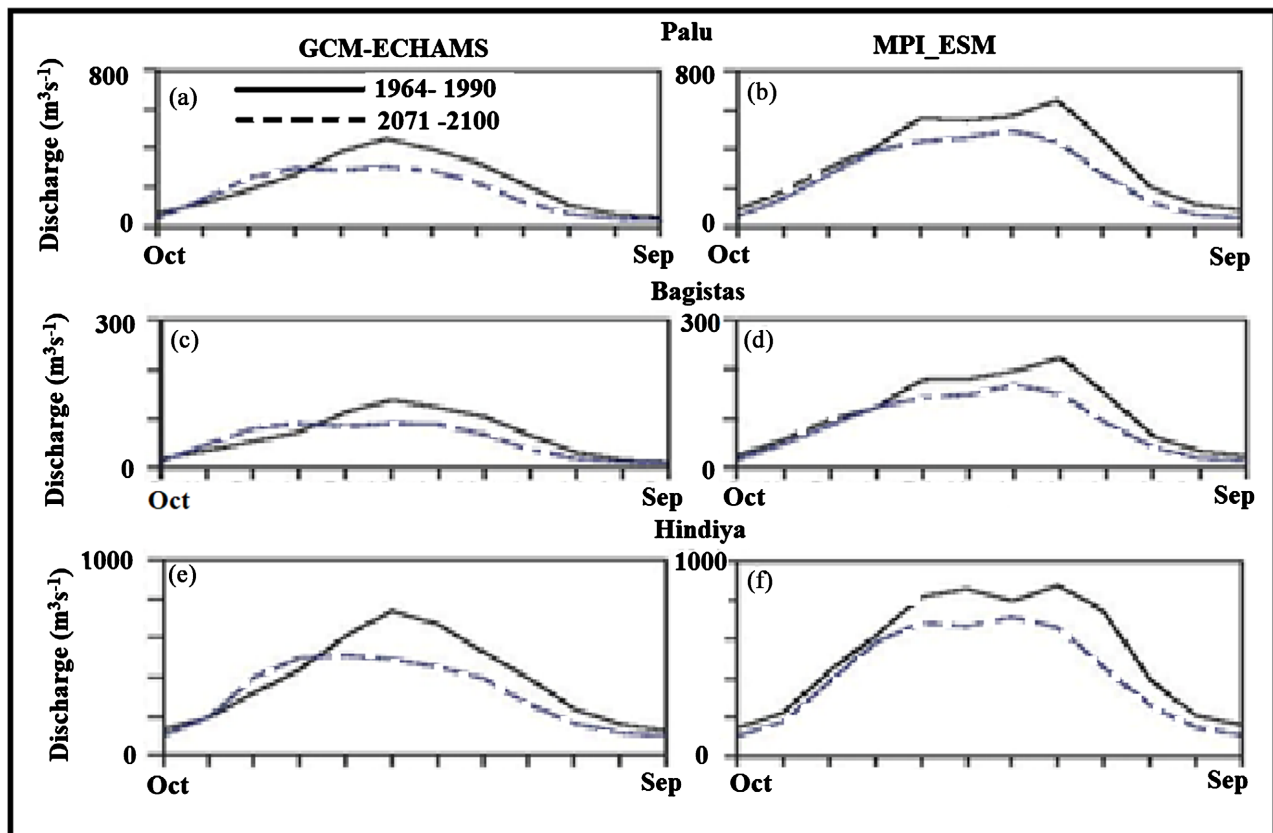 Palu
GCM-ECHAMS
MPI_ESM
800
(a)
1964- 1990
2071 -2100
400
0
Discharge (m³s⁻¹)
Oct
Sep
800
(b)
400
0
Oct
Sep
Bagistas
300
(c)
0
Discharge (m³s⁻¹)
Oct
Sep
300
(d)
0
Oct
Sep
Hindiya
1000
(e)
0
Discharge (m³s⁻¹)
Oct
Sep
1000
(f)
0
Oct
Sep